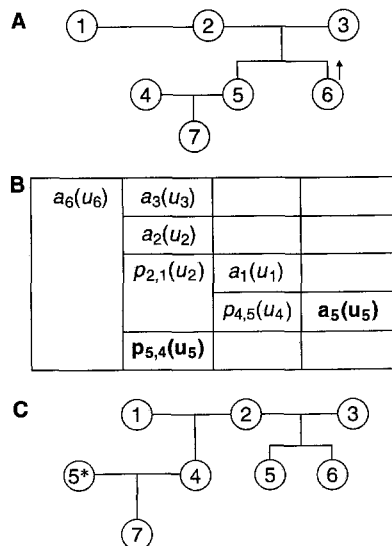 A
1 2 3
4 5 6
7
B
a₆(u₆) a₃(u₃)
a₂(u₂)
p₂,₁(u₂) a₁(u₁)
p₄,₅(u₄) a₅(u₅)
p₅,₄(u₅)
C
1 2 3
5* 4 5 6
7